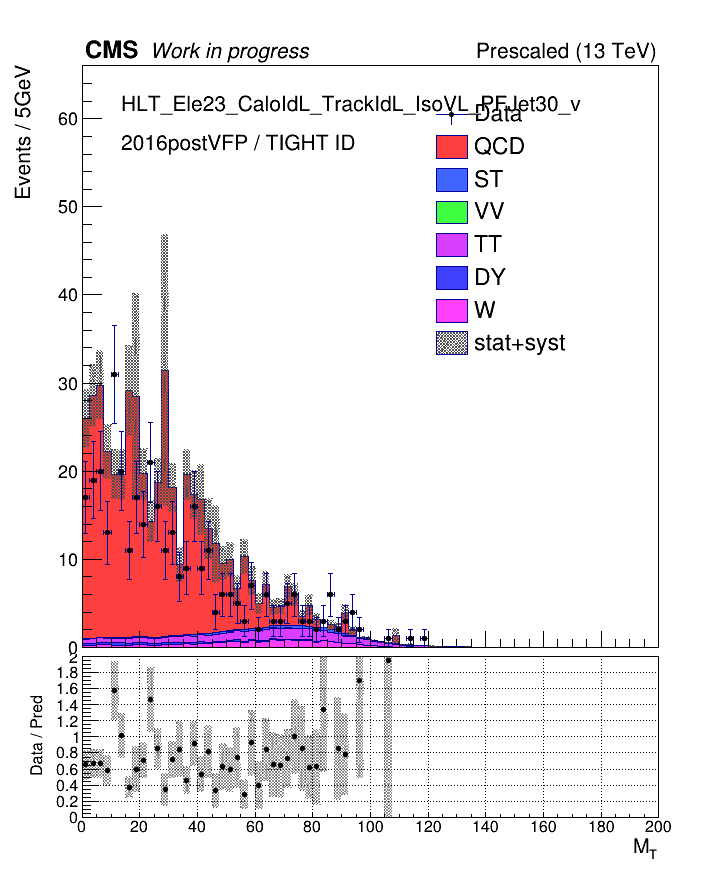 CMS Work in progress Prescaled (13 TeV)
Events / 5GeV
HLT_Ele23_CaloIdL_TrackIdL_IsoVL_PFJet30_v
2016postVFP / TIGHT ID
Data
QCD
ST
VV
TT
DY
W
stat+syst
60
50
40
30
20
10
0
Data / Pred
2
1.8
1.6
1.4
1.2
1
0.8
0.6
0.4
0.2
0
0 20 40 60 80 100 120 140 160 180 200
M_T